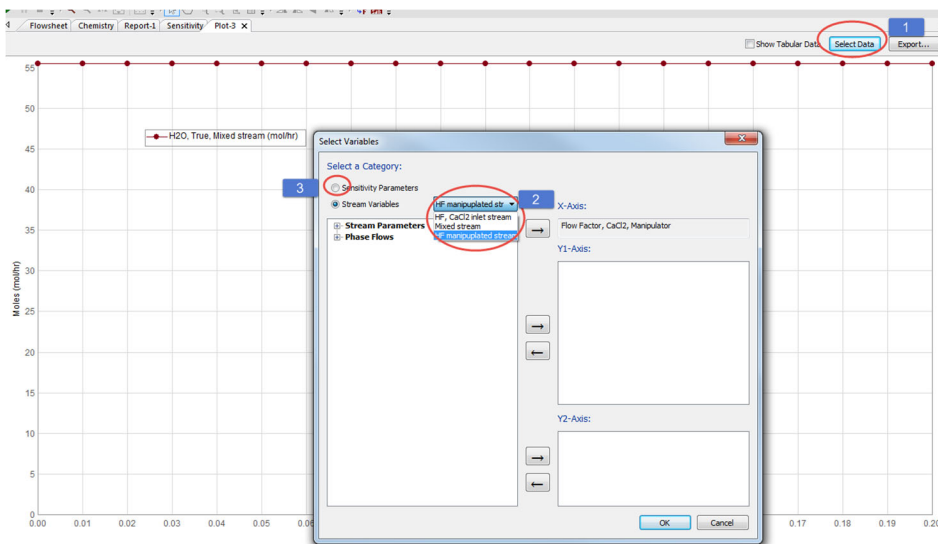 Flowsheet Chemistry Report-1 Sensitivity Plot-3 X
1
Show Tabular Data Select Data Export...
55
50
H2O, True, Mixed stream (mol/hr)
45
40
35
30
25
20
15
10
5
0
Moles (mol/hr)
0.00 0.01 0.02 0.03 0.04 0.05 0.06 0.17 0.18 0.19 0.20
Select Variables
Select a Category:
3 Sensitivity Parameters
Stream Variables HF manipuplated str 2
HF, CaCl2 inlet stream
Mixed stream
HF manipuplated stream
Stream Parameters
Phase Flows
X-Axis:
Flow Factor, CaCl2, Manipulator
Y1-Axis:
Y2-Axis:
OK Cancel